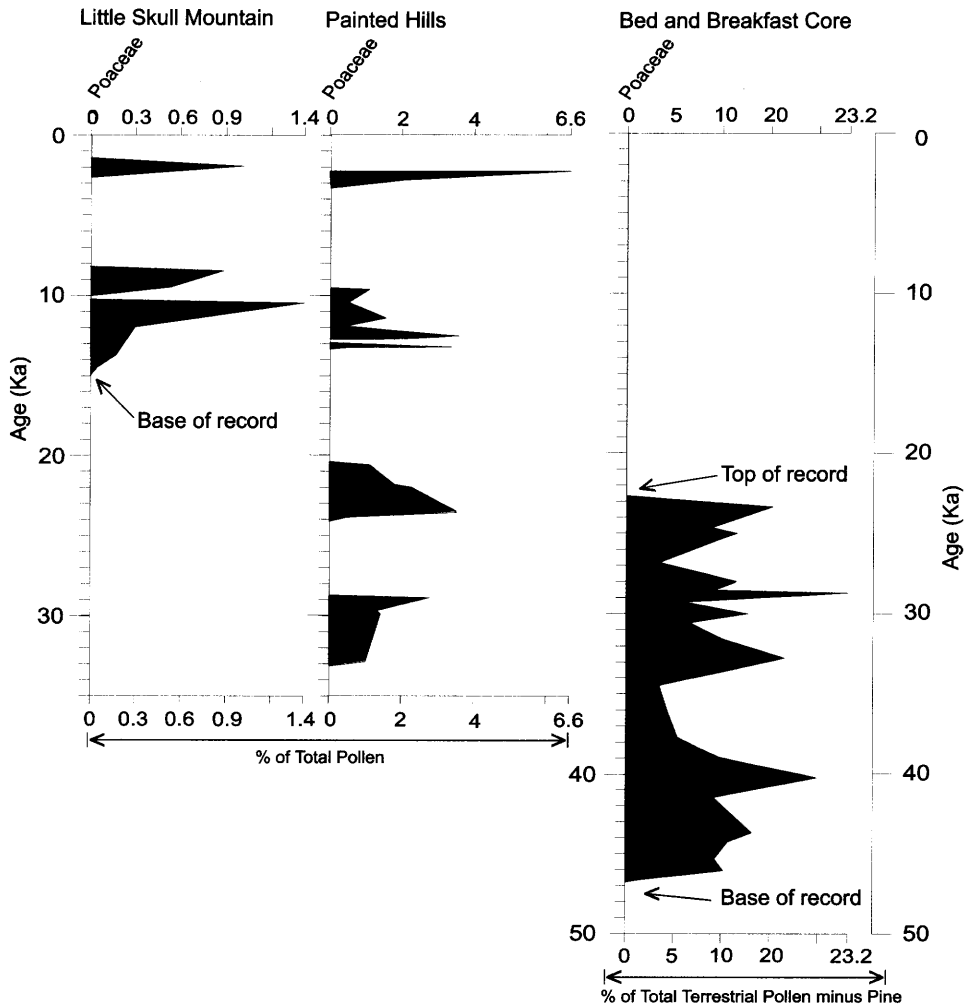 Little Skull Mountain Painted Hills Bed and Breakfast Core
Poaceae Poaceae Poaceae
0 0.3 0.6 0.9 1.4 0 2 4 6.6 0 5 10 20 23.2
0 0
10 10 10
Base of record
Age (Ka)
20 20 20
Top of record
Age (Ka)
30 30 30
0 0.3 0.6 0.9 1.4 0 2 4 6.6
% of Total Pollen
40 40
Base of record
50 50
0 5 10 20 23.2
% of Total Terrestrial Pollen minus Pine